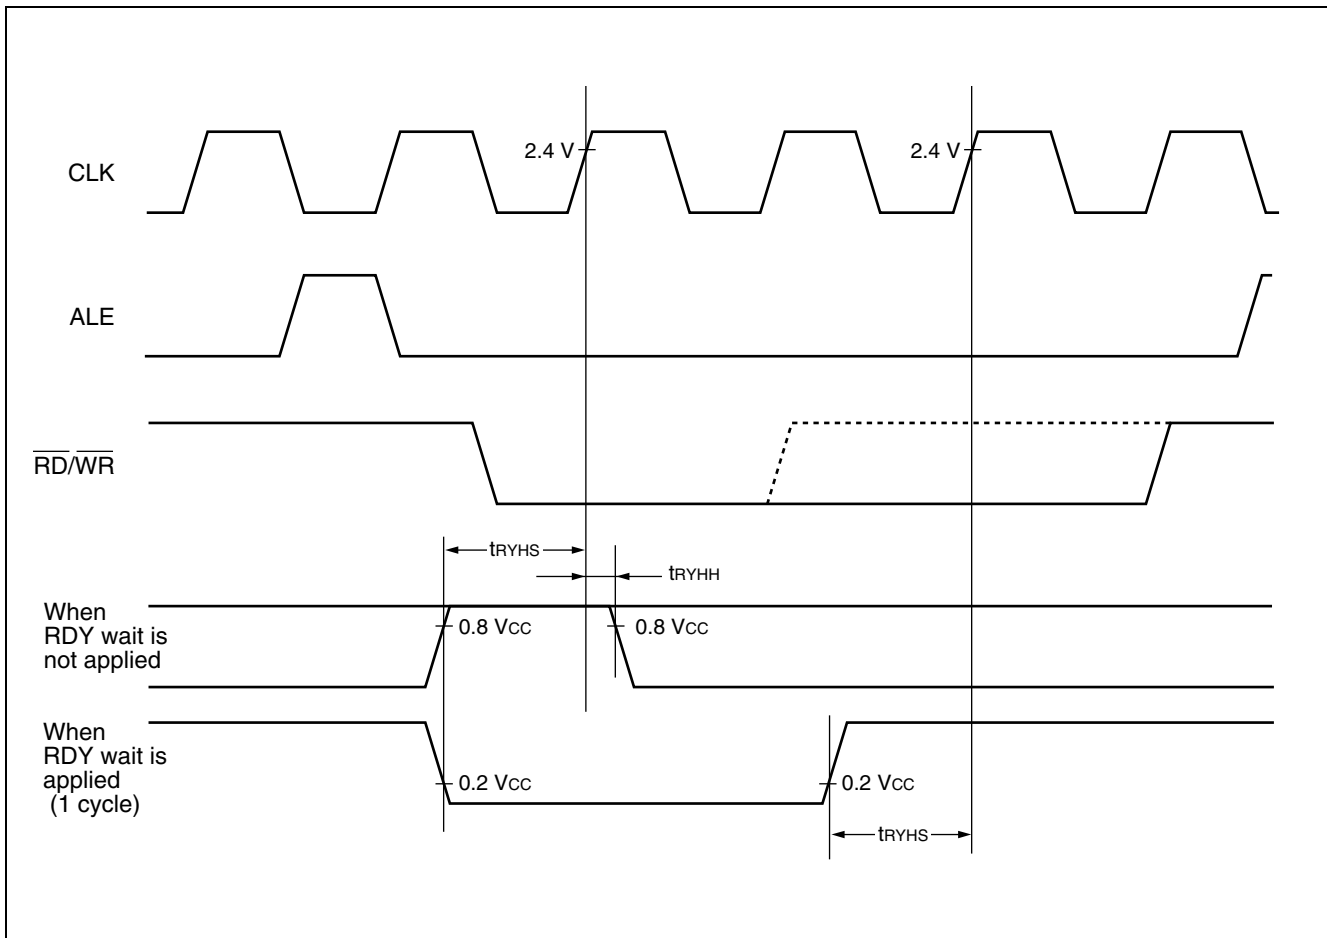 2.4 V
2.4 V
CLK
ALE
RD/WR
tRYHS
tRYHH
When
RDY wait is
not applied
0.8 VCC
0.8 VCC
When
RDY wait is
applied
(1 cycle)
0.2 VCC
0.2 VCC
tRYHS